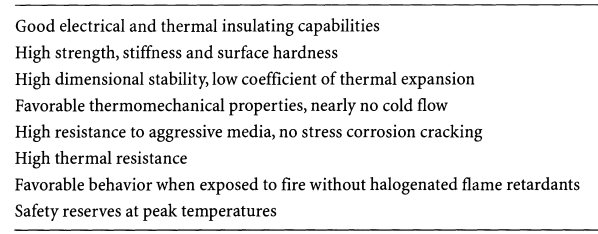 Good electrical and thermal insulating capabilities
High strength, stiffness and surface hardness
High dimensional stability, low coefficient of thermal expansion
Favorable thermomechanical properties, nearly no cold flow
High resistance to aggressive media, no stress corrosion cracking
High thermal resistance
Favorable behavior when exposed to fire without halogenated flame retardants
Safety reserves at peak temperatures